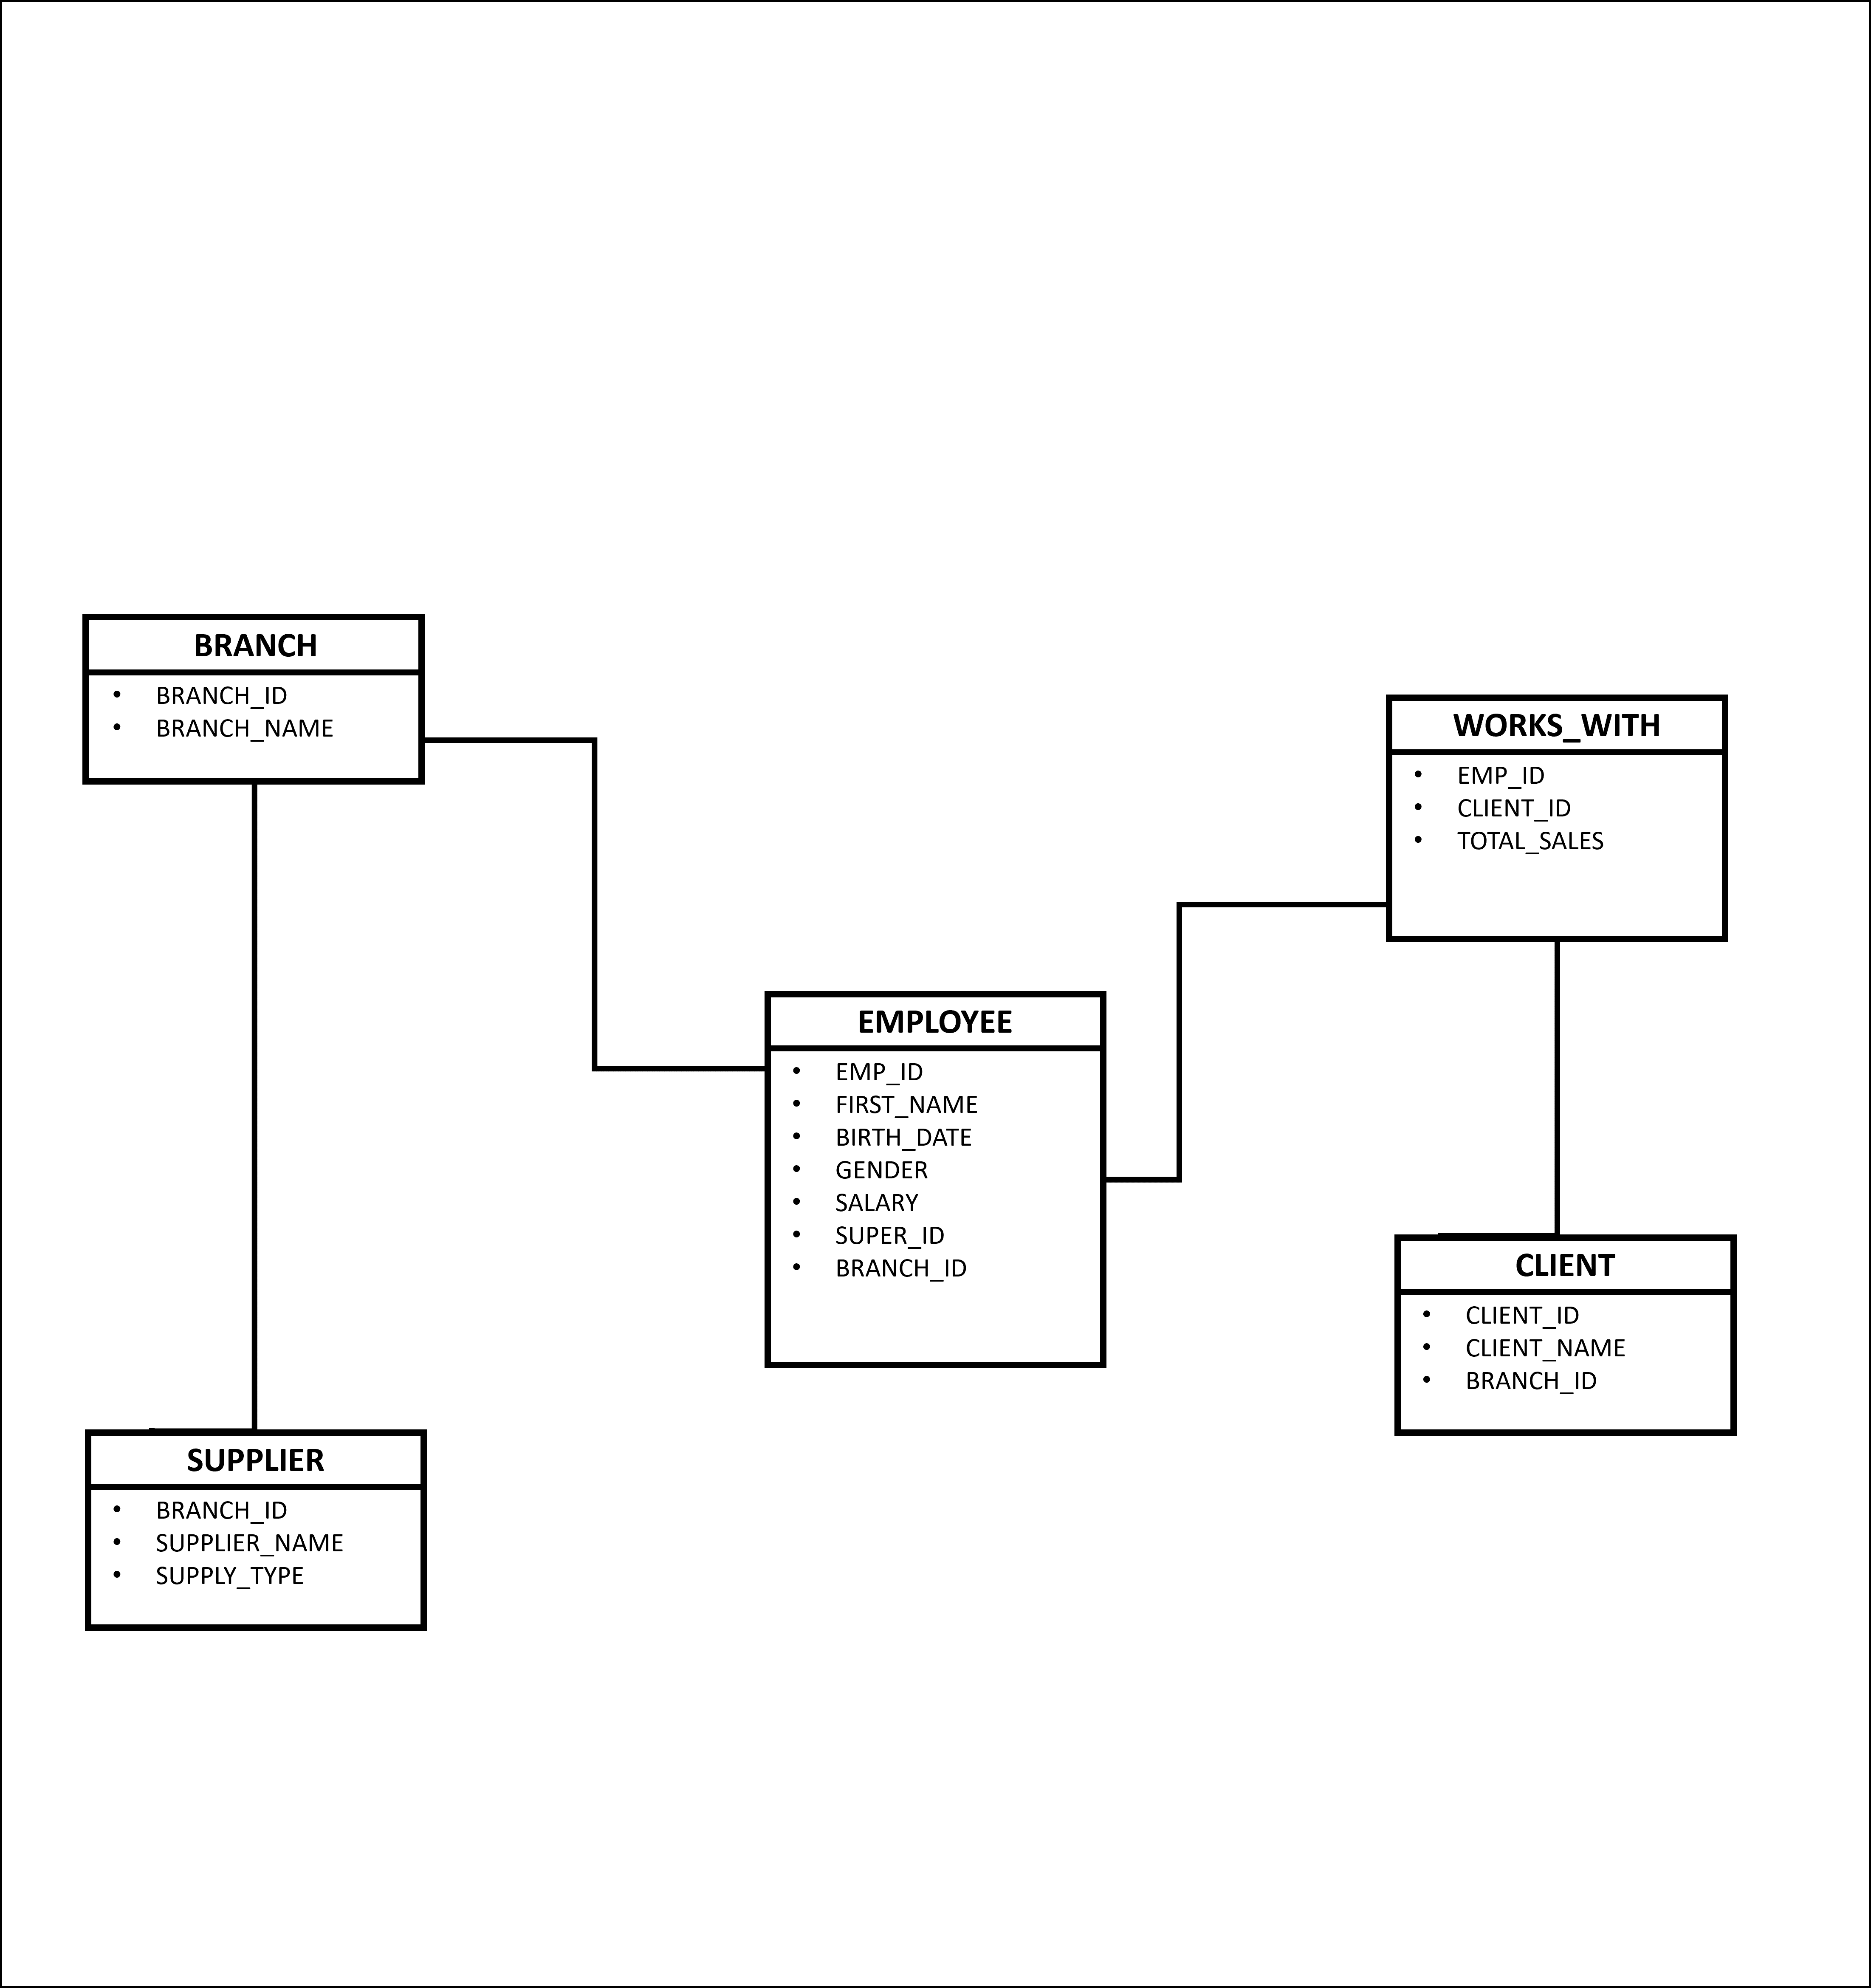 BRANCH
• BRANCH_ID
• BRANCH_NAME
WORKS_WITH
• EMP_ID
• CLIENT_ID
• TOTAL_SALES
EMPLOYEE
• EMP_ID
• FIRST_NAME
• BIRTH_DATE
• GENDER
• SALARY
• SUPER_ID
• BRANCH_ID
CLIENT
• CLIENT_ID
• CLIENT_NAME
• BRANCH_ID
SUPPLIER
• BRANCH_ID
• SUPPLIER_NAME
• SUPPLY_TYPE